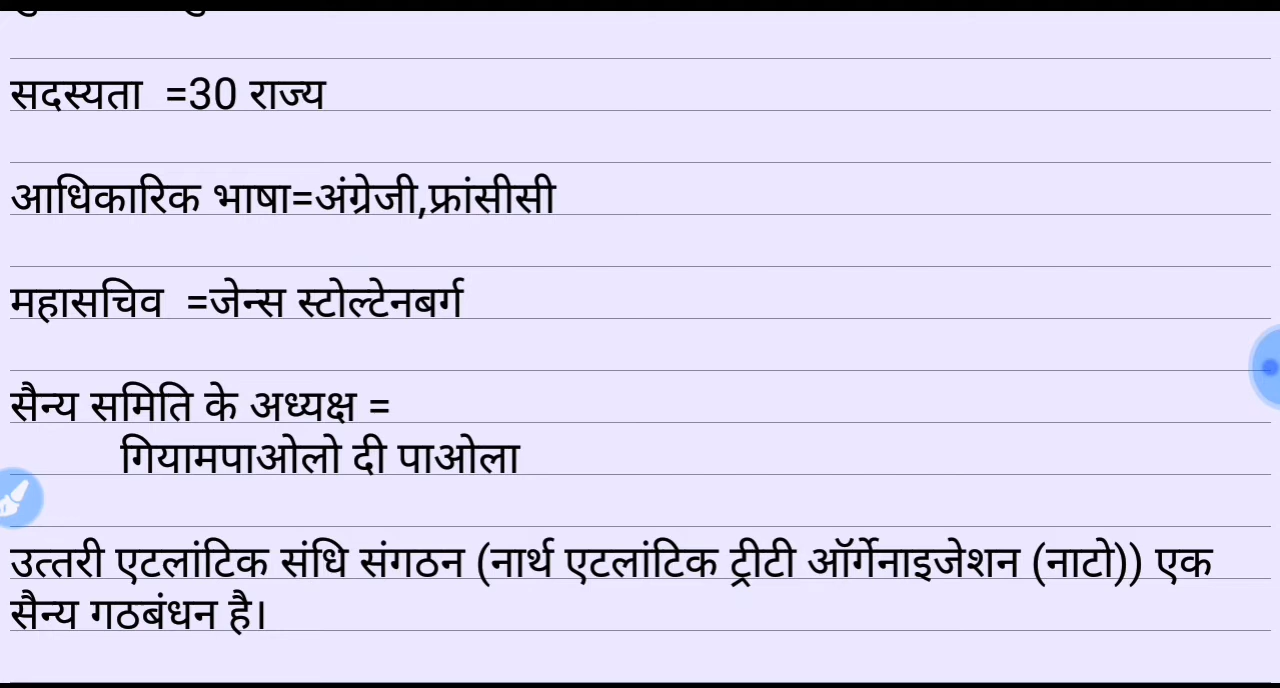 सदस्यता =30 राज्य
आधिकारिक भाषा=अंग्रेजी,फ्रांसीसी
महासचिव =जेन्स स्टोल्टेनबर्ग
सैन्य समिति के अध्यक्ष =
गियामपाओलो दी पाओला
उत्तरी एटलांटिक संधि संगठन (नार्थ एटलांटिक ट्रीटी ऑर्गेनाइजेशन (नाटो)) एक
सैन्य गठबंधन है।